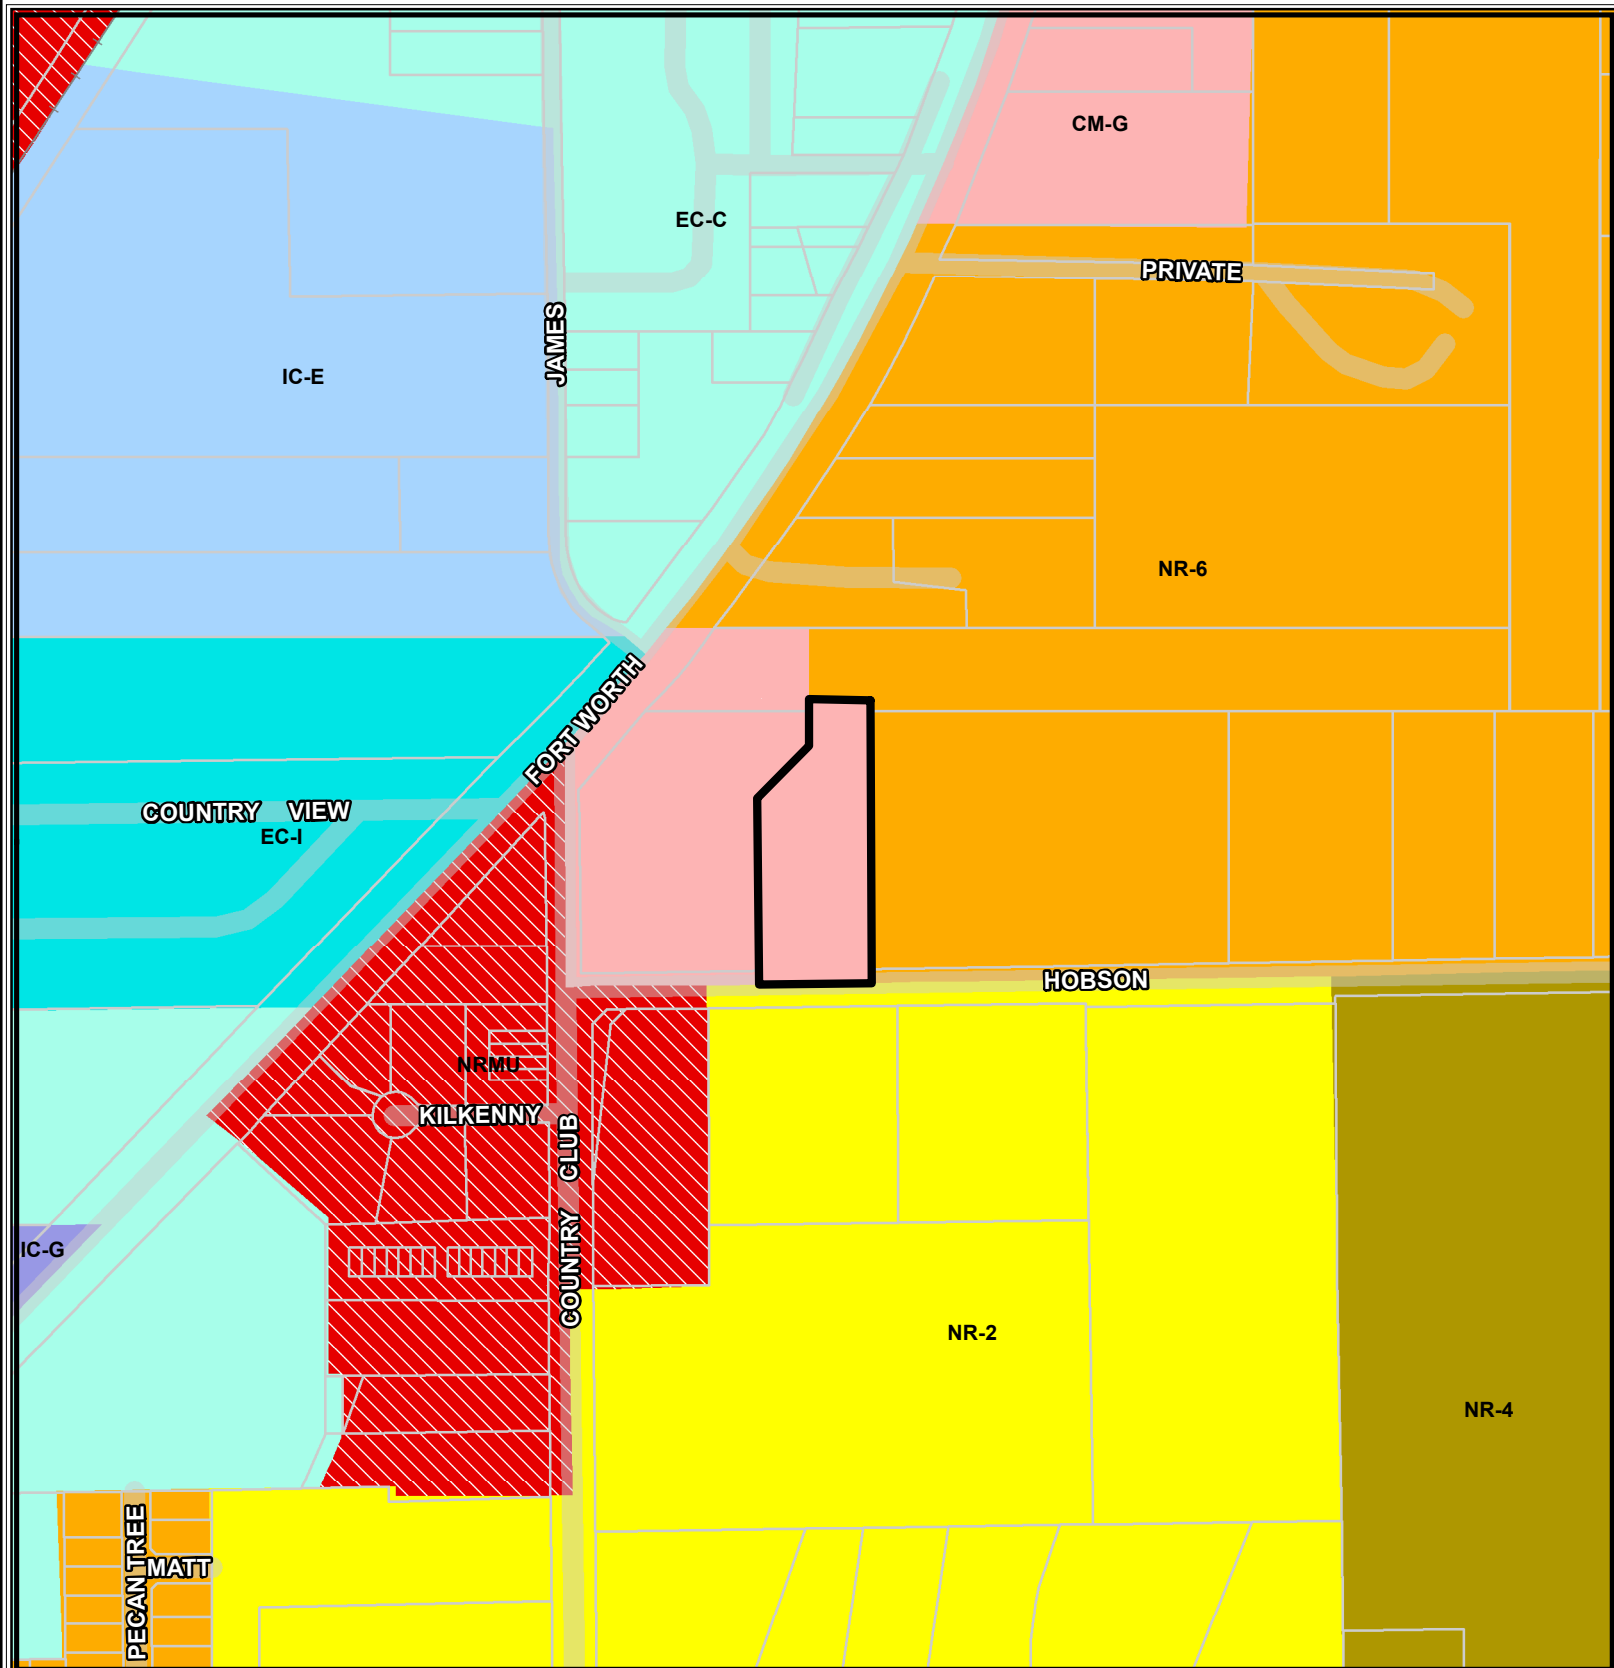 CM-G
EC-C
PRIVATE
JAMES
IC-E
NR-6
FORT WORTH
COUNTRY VIEW
EC-I
HOBSON
NRMU
KILKENNY
COUNTRY CLUB
IC-G
NR-2
NR-4
PECAN TREE
MATT